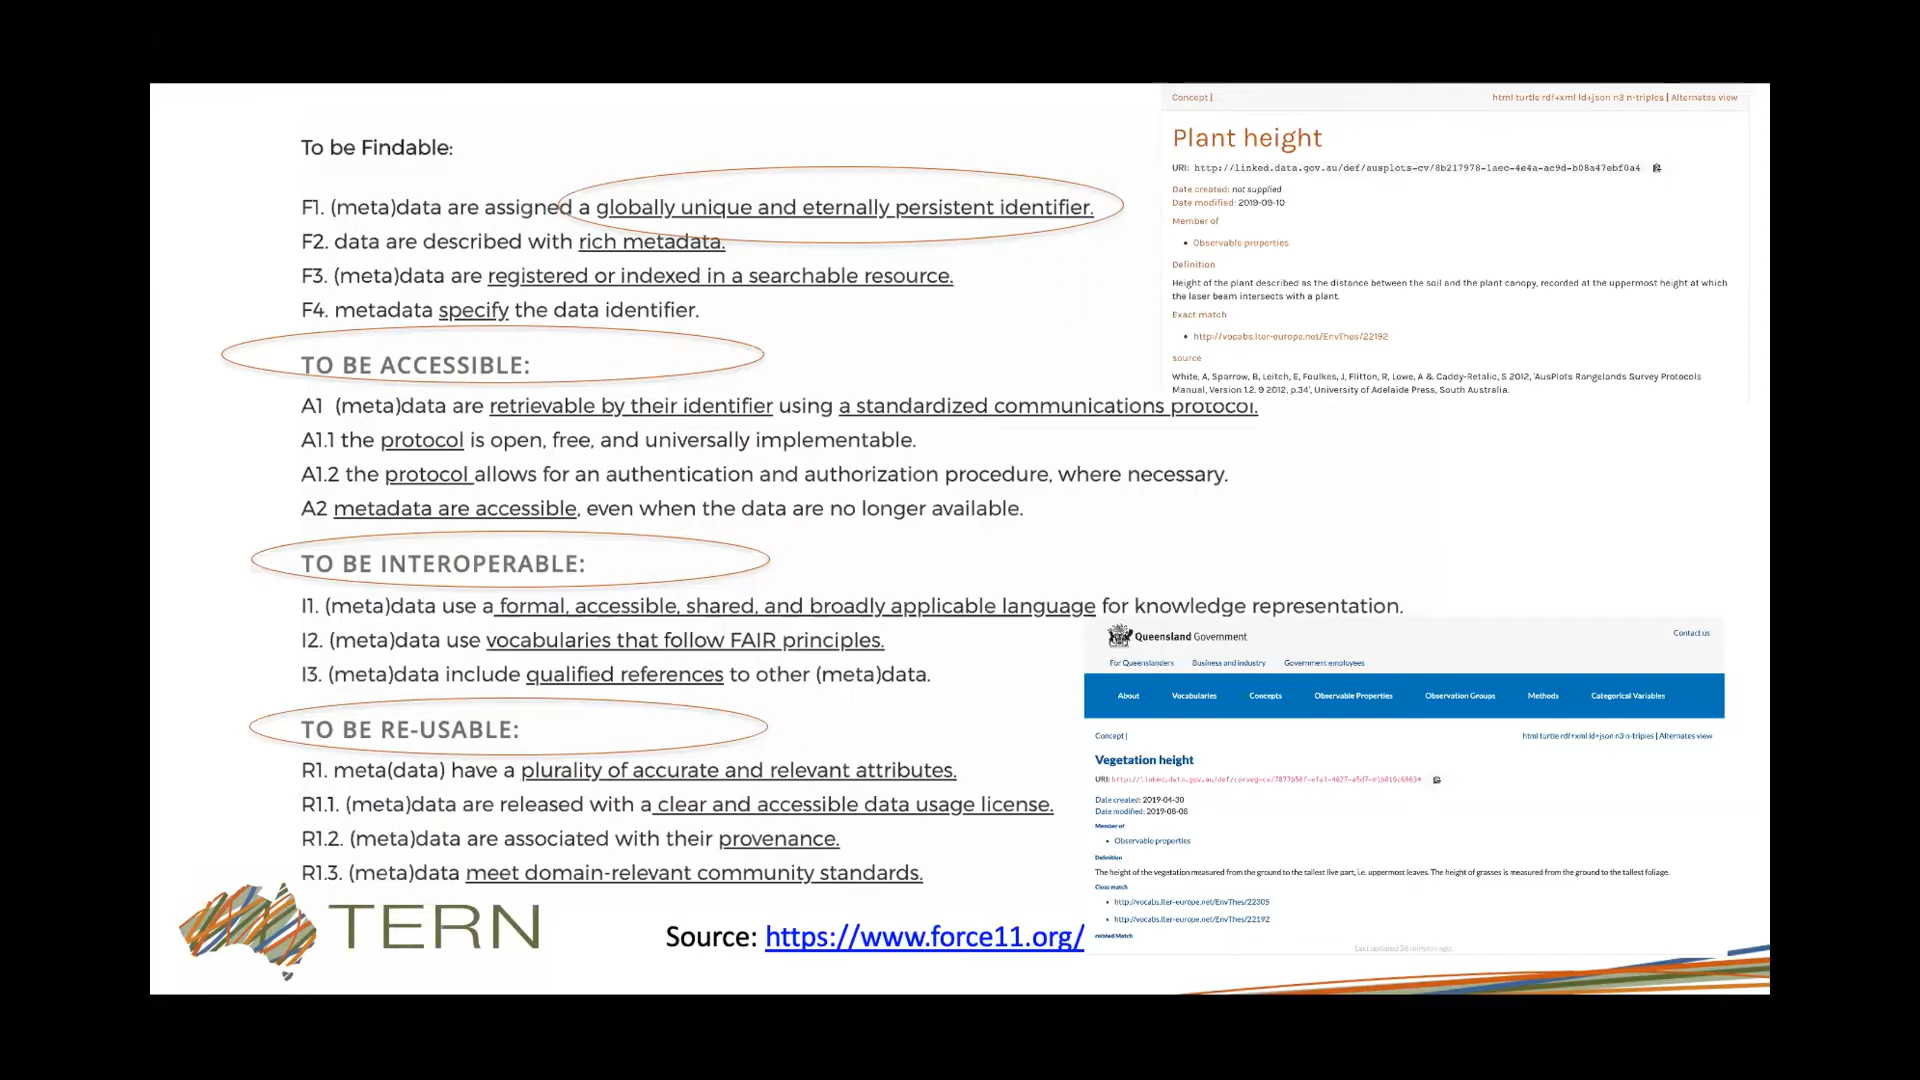 To be Findable:
F1. (meta)data are assigned a globally unique and eternally persistent identifier.
F2. data are described with rich metadata.
F3. (meta)data are registered or indexed in a searchable resource.
F4. metadata specify the data identifier.
TO BE ACCESSIBLE:
A1 (meta)data are retrievable by their identifier using a standardized communications protocol.
A1.1 the protocol is open, free, and universally implementable.
A1.2 the protocol allows for an authentication and authorization procedure, where necessary.
A2 metadata are accessible, even when the data are no longer available.
TO BE INTEROPERABLE:
I1. (meta)data use a formal, accessible, shared, and broadly applicable language for knowledge representation.
I2. (meta)data use vocabularies that follow FAIR principles.
I3. (meta)data include qualified references to other (meta)data.
TO BE RE-USABLE:
R1. meta(data) have a plurality of accurate and relevant attributes.
R1.1. (meta)data are released with a clear and accessible data usage license.
R1.2. (meta)data are associated with their provenance.
R1.3. (meta)data meet domain-relevant community standards.
TERN
Source: https://www.force11.org/
Concept | html turtle rdf+xml ld+json n3 n-triples | Alternates view
Plant height
URI: http://linked.data.gov.au/def/ausplots-cv/8b217978-1aec-4e4a-ac9d-b08a47ebf0a4
Date created: not supplied
Date modified: 2019-09-10
Member of
• Observable properties
Definition
Height of the plant described as the distance between the soil and the plant canopy, recorded at the uppermost height at which
the laser beam intersects with a plant.
Exact match
• http://vocabs.lter-europe.net/EnvThes/22192
source
White, A, Sparrow, B, Leitch, E, Foulkes, J, Flitton, R, Lowe, A & Caddy-Retalic, S 2012, 'AusPlots Rangelands Survey Protocols
Manual, Version 1.2. 9 2012, p.34', University of Adelaide Press, South Australia.
Queensland Government Contact us
For Queenslanders Business and industry Government employees
About Vocabularies Concepts Observable Properties Observation Groups Methods Categorical Variables
Concept | html turtle rdf+xml ld+json n3 n-triples | Alternates view
Vegetation height
URI:
Date created: 2019-04-30
Date modified: 2019-08-08
Member of
• Observable properties
Definition
The height of the vegetation measured from the ground to the tallest live part, i.e. uppermost leaves. The height of grasses is measured from the ground to the tallest foliage.
Close match
• http://vocabs.lter-europe.net/EnvThes/22305
• http://vocabs.lter-europe.net/EnvThes/22192
related Match
Last updated 26 minutes ago.